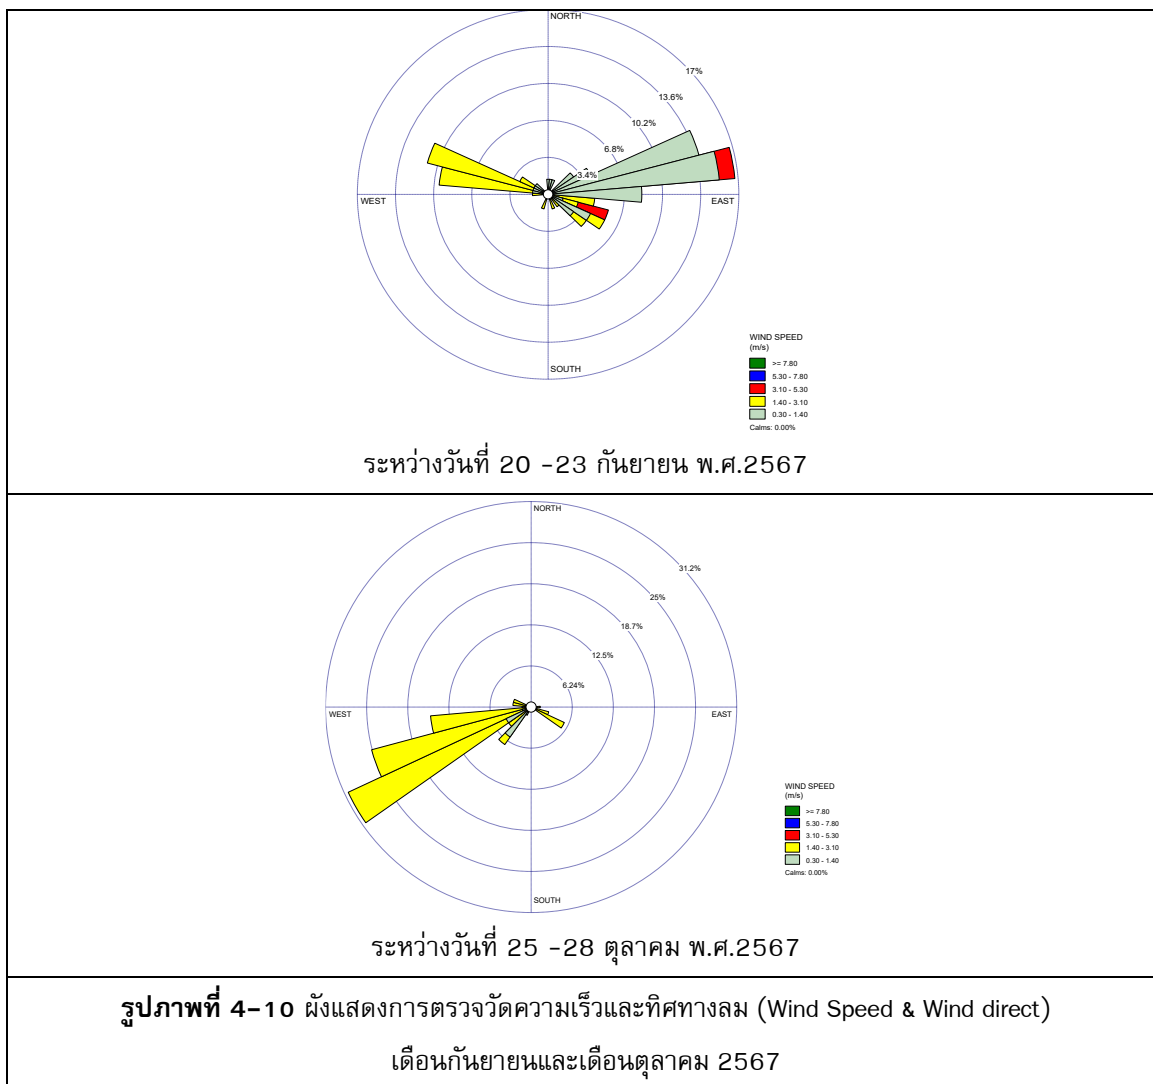 NORTH
17%
13.6%
10.2%
6.8%
3.4%
WEST
EAST
SOUTH
WIND SPEED
(m/s)
>= 7.80
5.30 - 7.80
3.10 - 5.30
1.40 - 3.10
0.30 - 1.40
Calms: 0.00%
ระหว่างวันที่ 20 -23 กันยายน พ.ศ.2567
NORTH
31.2%
25%
18.7%
12.5%
6.24%
WEST
EAST
SOUTH
WIND SPEED
(m/s)
>= 7.80
5.30 - 7.80
3.10 - 5.30
1.40 - 3.10
0.30 - 1.40
Calms: 0.00%
ระหว่างวันที่ 25 -28 ตุลาคม พ.ศ.2567
รูปภาพที่ 4-10 ผังแสดงการตรวจวัดความเร็วและทิศทางลม (Wind Speed & Wind direct)
เดือนกันยายนและเดือนตุลาคม 2567